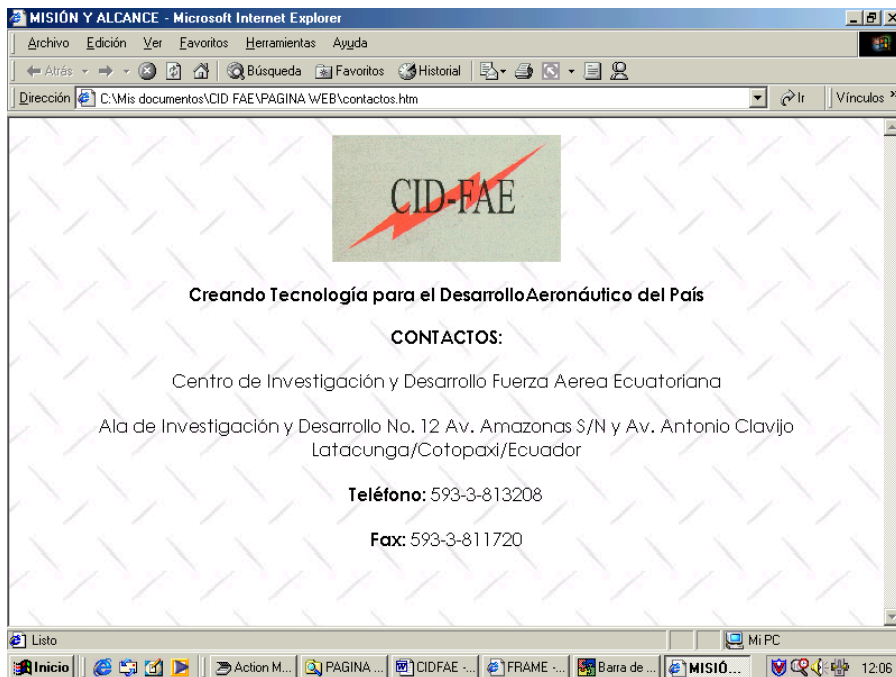 MISIÓN Y ALCANCE - Microsoft Internet Explorer
Archivo Edición Ver Favoritos Herramientas Ayuda
Atrás Búsqueda Favoritos Historial
Dirección C:\Mis documentos\CID FAE\PAGINA WEB\contactos.htm Ir Vínculos »
CID-FAE
Creando Tecnología para el DesarrolloAeronáutico del País
CONTACTOS:
Centro de Investigación y Desarrollo Fuerza Aerea Ecuatoriana
Ala de Investigación y Desarrollo No. 12 Av. Amazonas S/N y Av. Antonio Clavijo
Latacunga/Cotopaxi/Ecuador
Teléfono: 593-3-813208
Fax: 593-3-811720
Listo Mi PC
Inicio Action M... PAGINA ... CIDFAE -... FRAME -... Barra de ... MISIÓ... 12:06